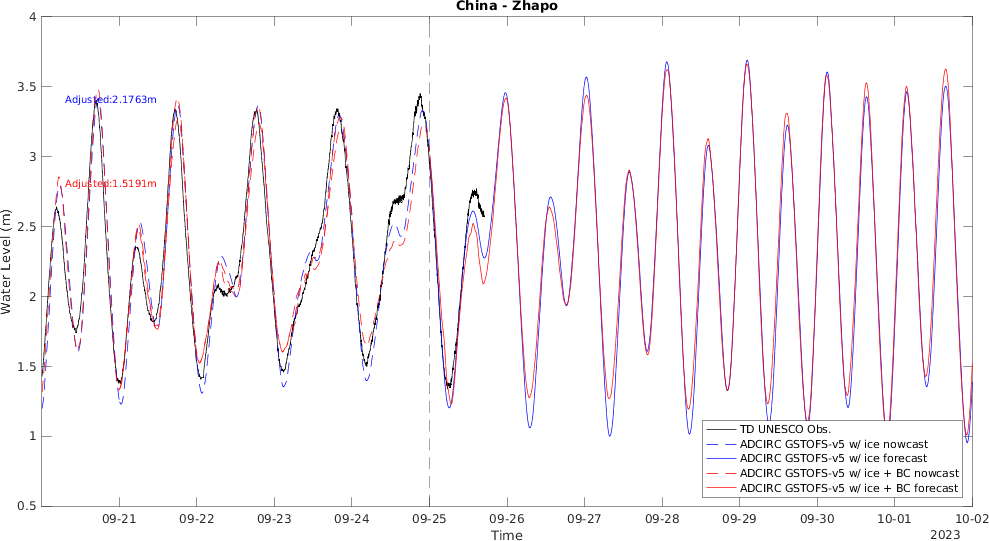 China - Zhapo
4
3.5
3
2.5
2
1.5
1
0.5
Water Level (m)
Adjusted:2.1763m
Adjusted:1.5191m
TD UNESCO Obs.
ADCIRC GSTOFS-v5 w/ ice nowcast
ADCIRC GSTOFS-v5 w/ ice forecast
ADCIRC GSTOFS-v5 w/ ice + BC nowcast
ADCIRC GSTOFS-v5 w/ ice + BC forecast
09-21 09-22 09-23 09-24 09-25 09-26 09-27 09-28 09-29 09-30 10-01 10-02
Time
2023